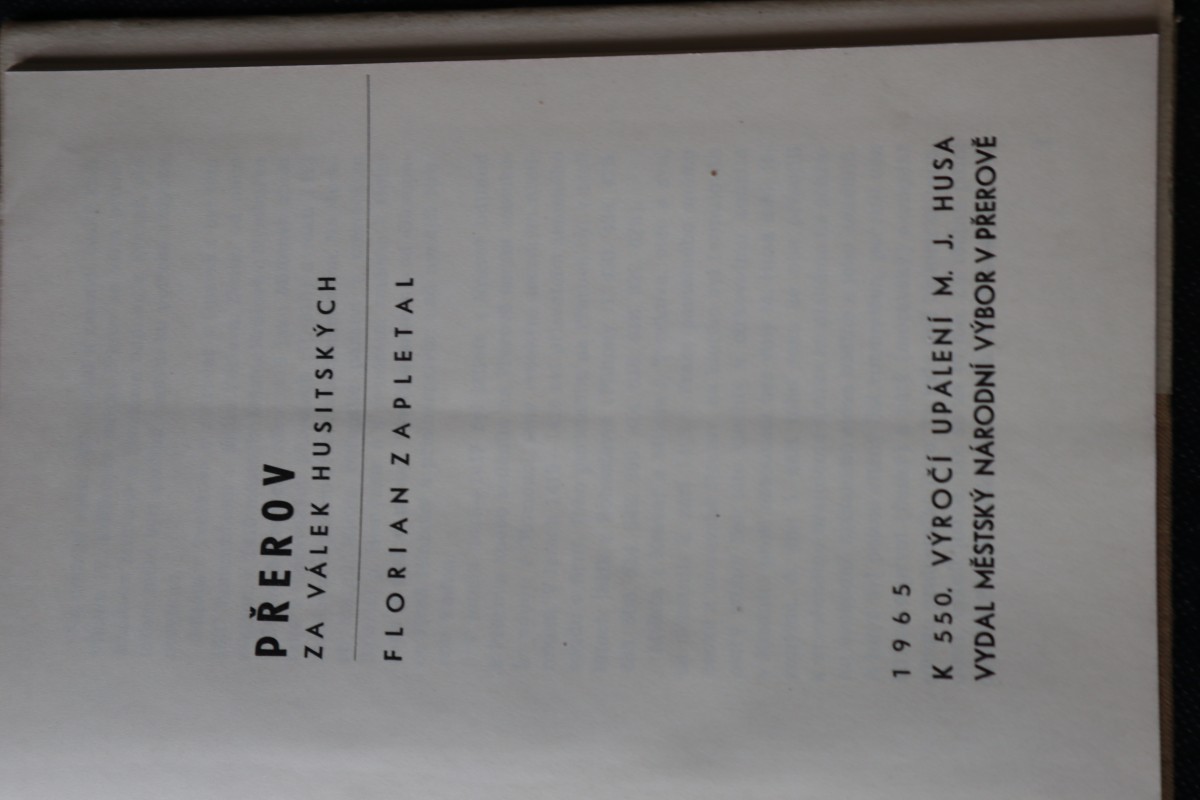 PŘEROV
ZA VÁLEK HUSITSKÝCH
FLORIAN ZAPLETAL
1965
K 550. VÝROČÍ UPÁLENÍ M. J. HUSA
VYDAL MĚSTSKÝ NÁRODNÍ VÝBOR V PŘEROVĚ